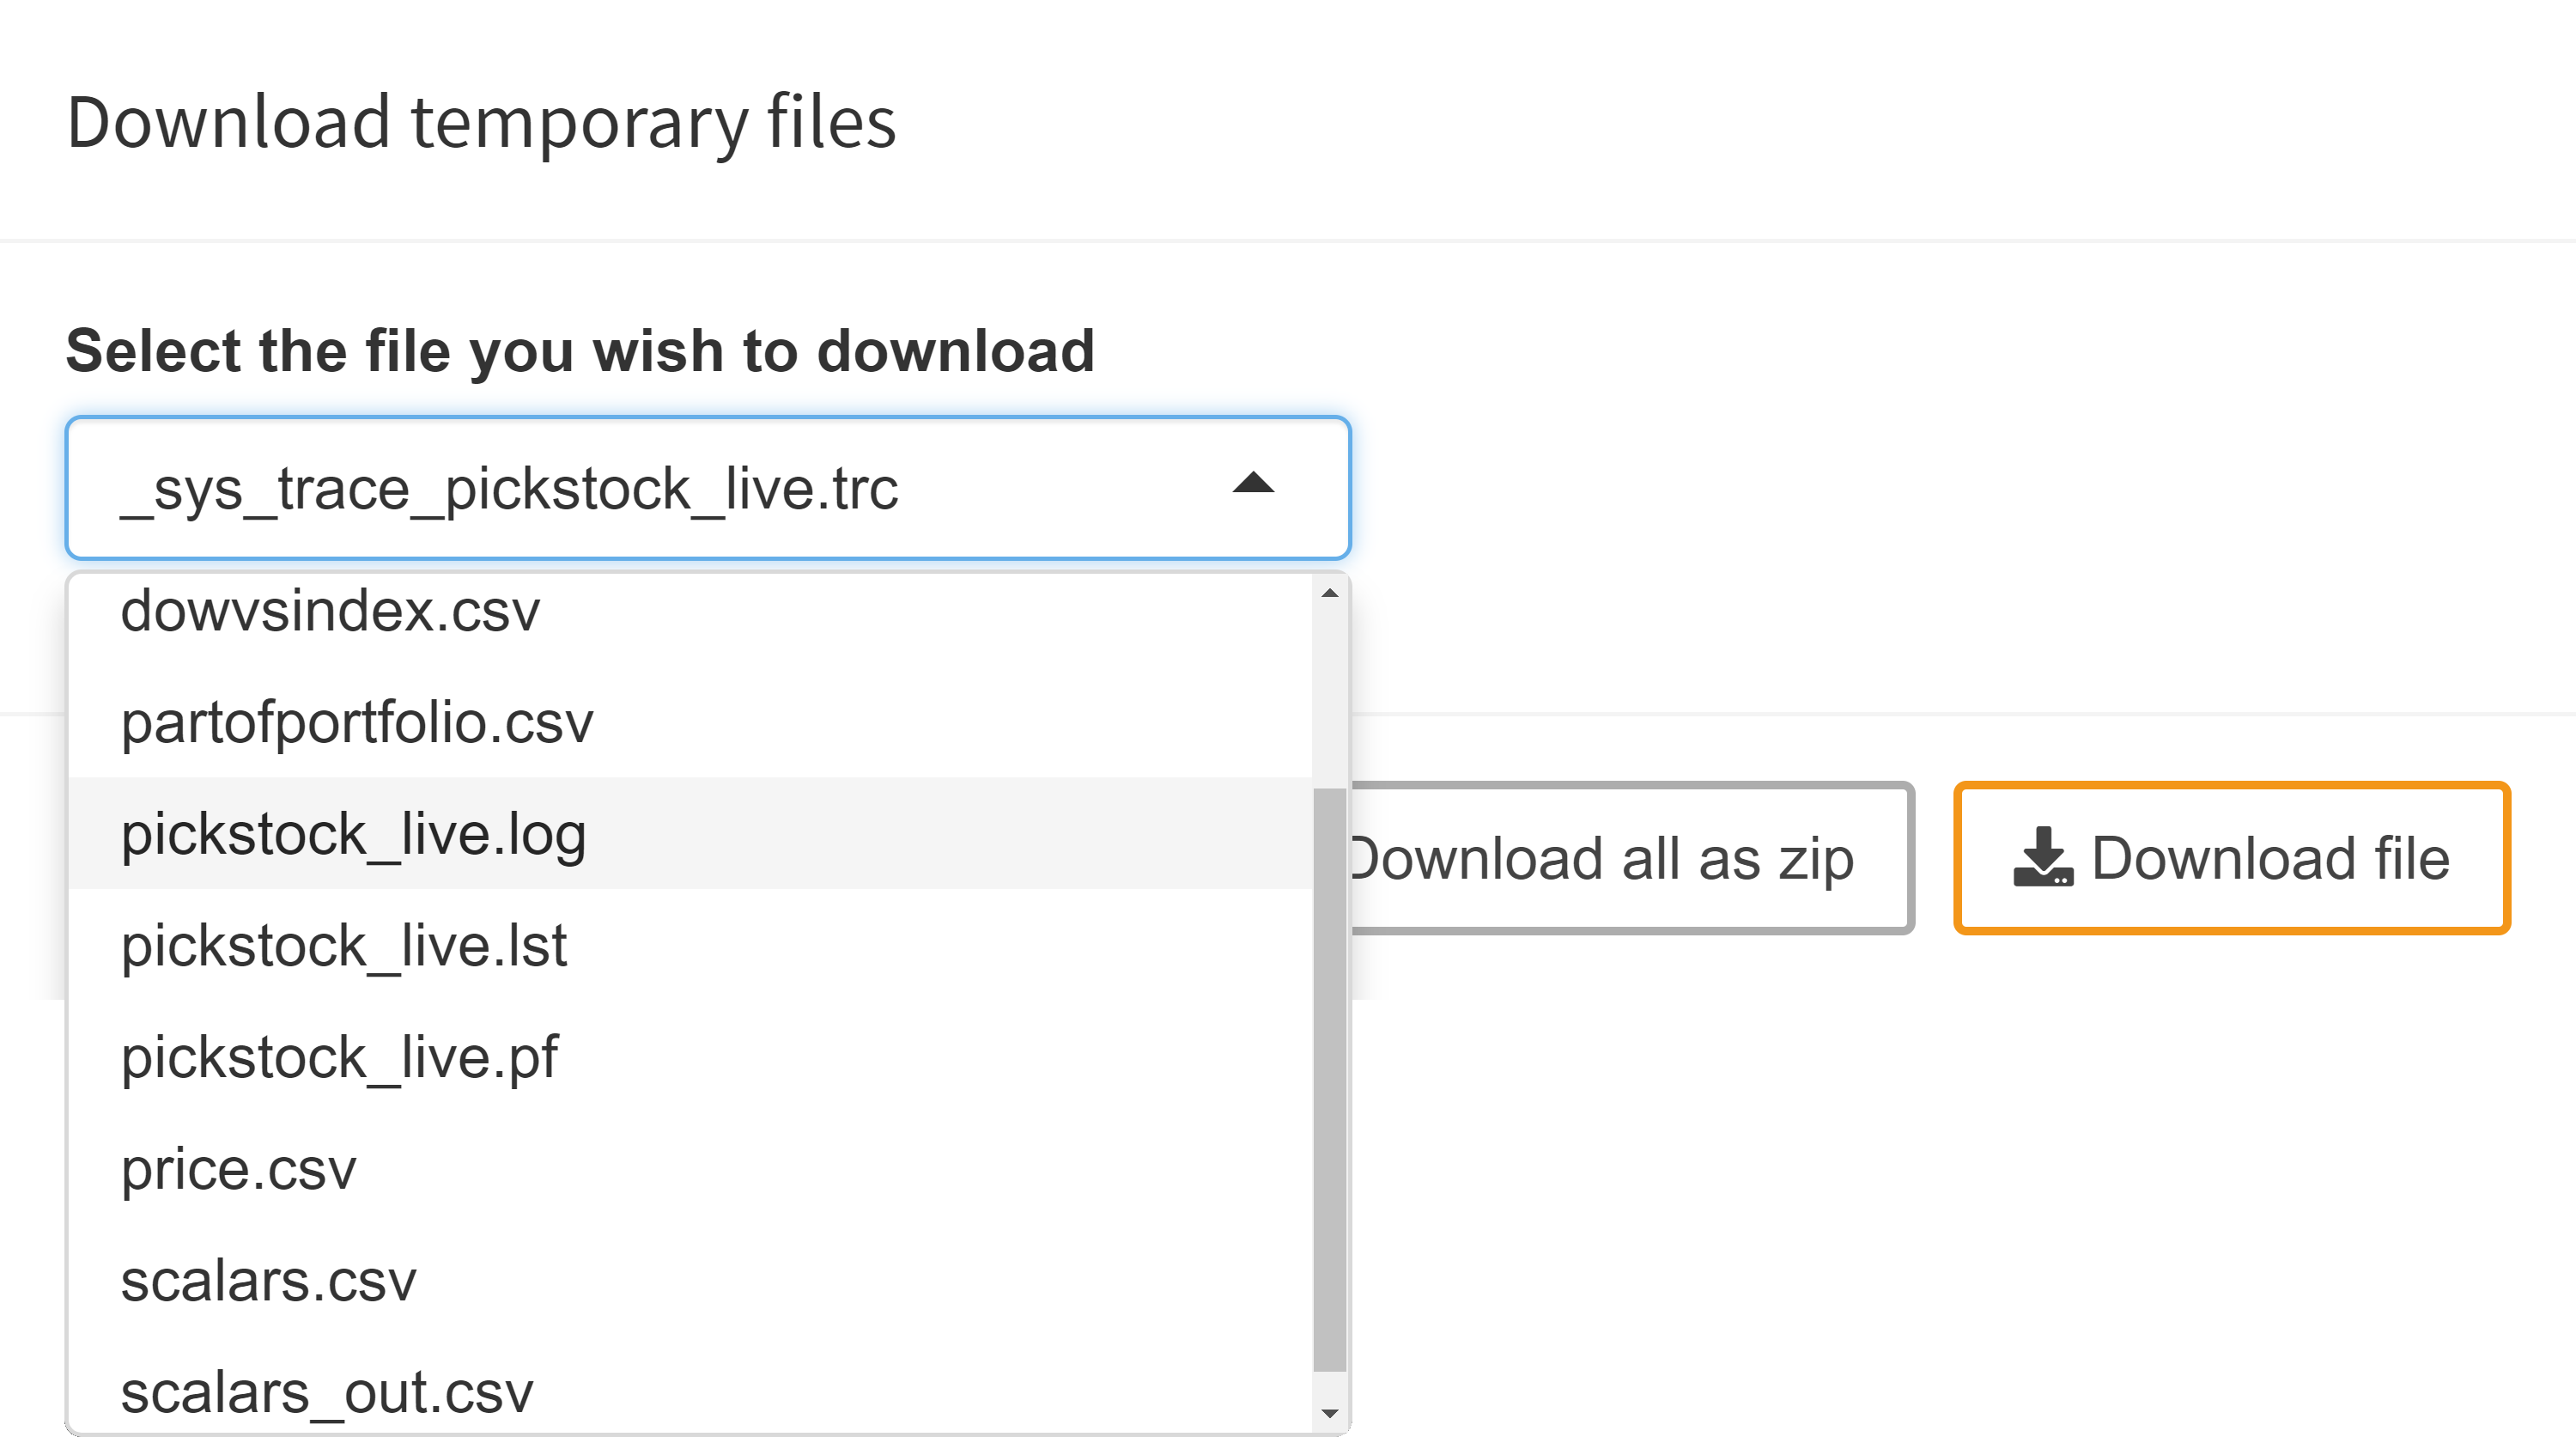 Download temporary files
Select the file you wish to download
_sys_trace_pickstock_live.trc
dowvsindex.csv
partofportfolio.csv
pickstock_live.log
Download all as zip
Download file
pickstock_live.lst
pickstock_live.pf
price.csv
scalars.csv
scalars_out.csv